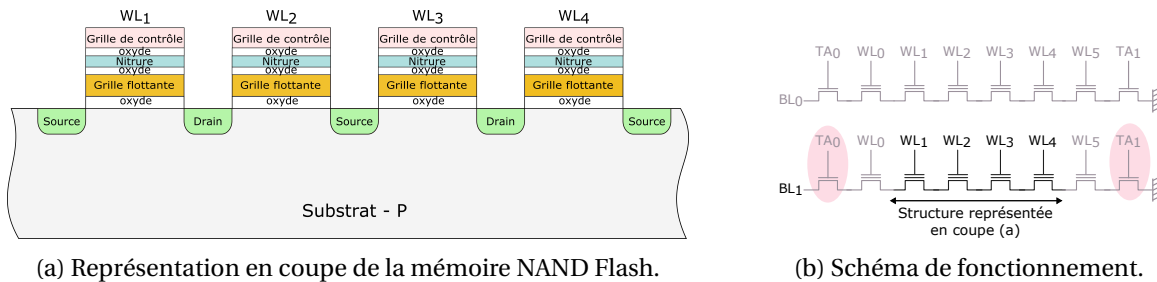 WL1 WL2 WL3 WL4
Grille de contrôle Grille de contrôle Grille de contrôle Grille de contrôle
oxyde oxyde oxyde oxyde
Nitrure Nitrure Nitrure Nitrure
oxyde oxyde oxyde oxyde
Grille flottante Grille flottante Grille flottante Grille flottante
oxyde oxyde oxyde oxyde
Source Drain Source Drain Source
Substrat - P
(a) Représentation en coupe de la mémoire NAND Flash.
TA0 WL0 WL1 WL2 WL3 WL4 WL5 TA1
BL0
TA0 WL0 WL1 WL2 WL3 WL4 WL5 TA1
BL1
Structure représentée
en coupe (a)
(b) Schéma de fonctionnement.